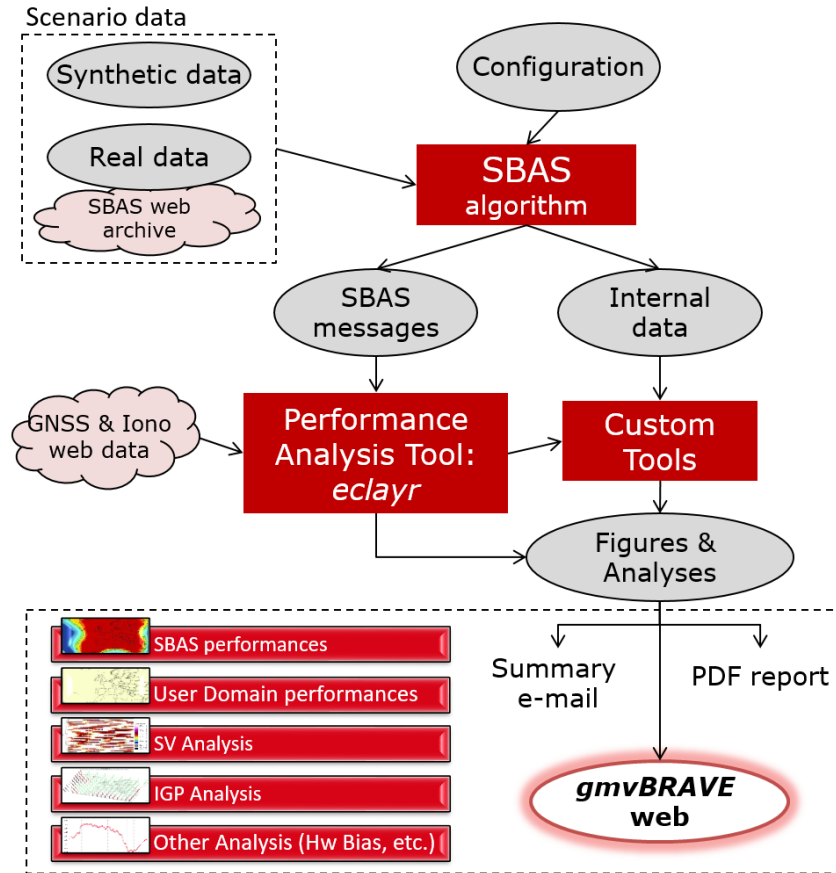 Scenario data
Synthetic data
Configuration
Real data
SBAS web
archive
SBAS
algorithm
SBAS
messages
Internal
data
GNSS & Iono
web data
Performance
Analysis Tool:
eclayr
Custom
Tools
Figures &
Analyses
SBAS performances
User Domain performances
SV Analysis
IGP Analysis
Other Analysis (Hw Bias, etc.)
Summary
e-mail
PDF report
gmvBRAVE
web